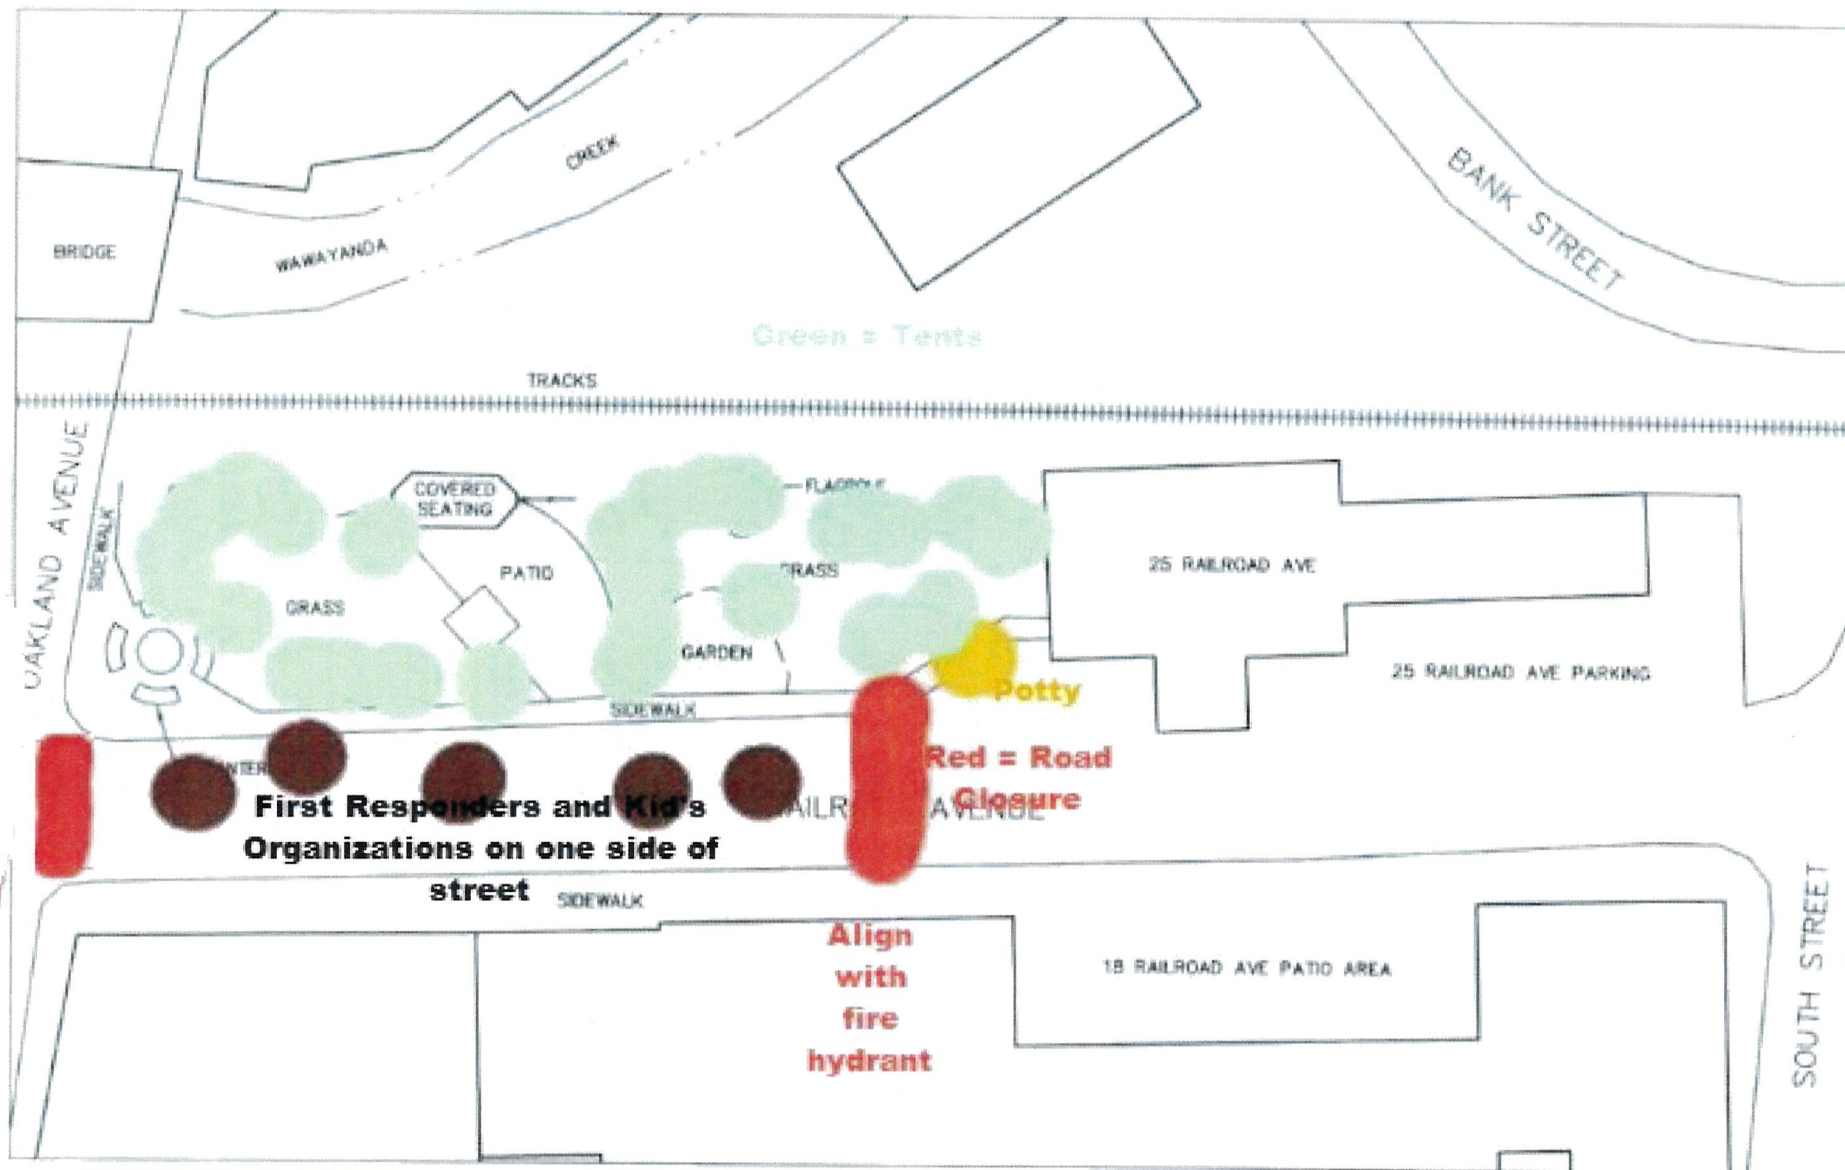 CREEK
BANK STREET
BRIDGE
WAWAYANDA
Green = Tents
TRACKS
OAKLAND AVENUE
SIDEWALK
COVERED
SEATING
PATIO
GRASS
GARDEN
25 RAILROAD AVE
25 RAILROAD AVE PARKING
Potty
SIDEWALK
Red = Road
Closure
AVENUE
First Responders and Kid's
Organizations on one side of
street
SIDEWALK
Align
with
fire
hydrant
18 RAILROAD AVE PATIO AREA
SOUTH STREET